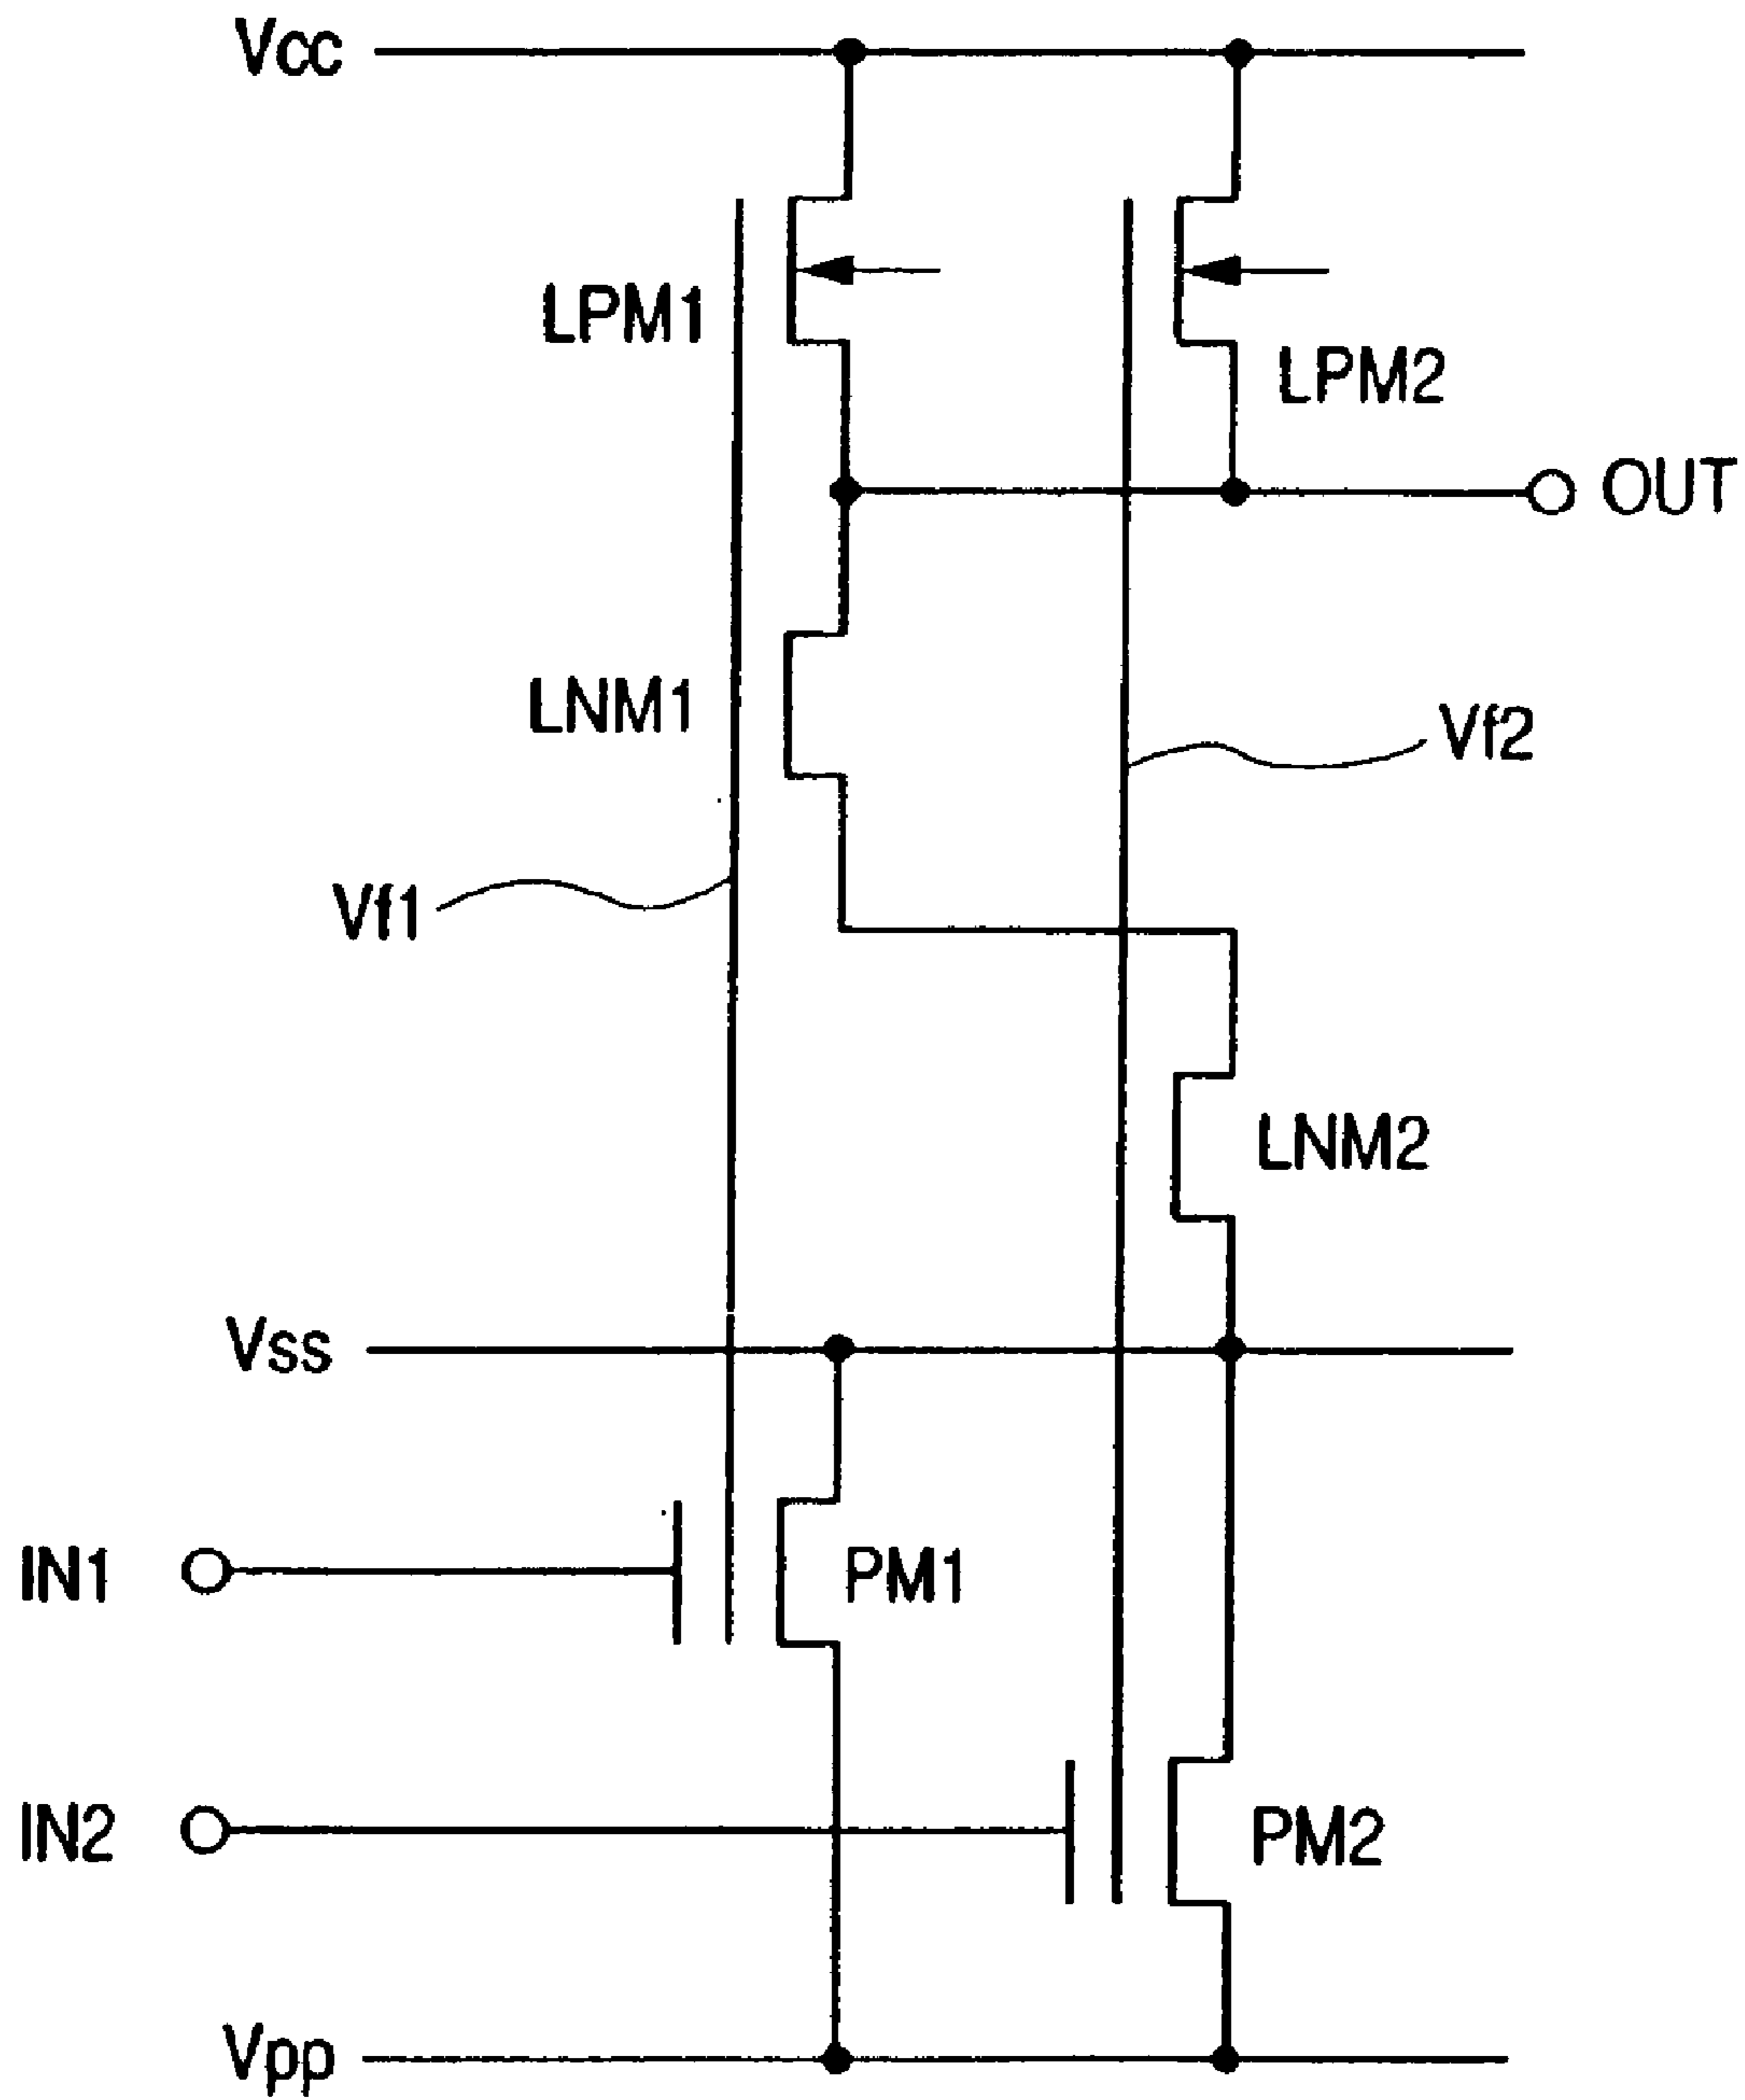 Vcc
LPM1
LPM2
OUT
LNM1
Vf2
Vf1
LNM2
Vss
IN1
PM1
IN2
PM2
Vpp